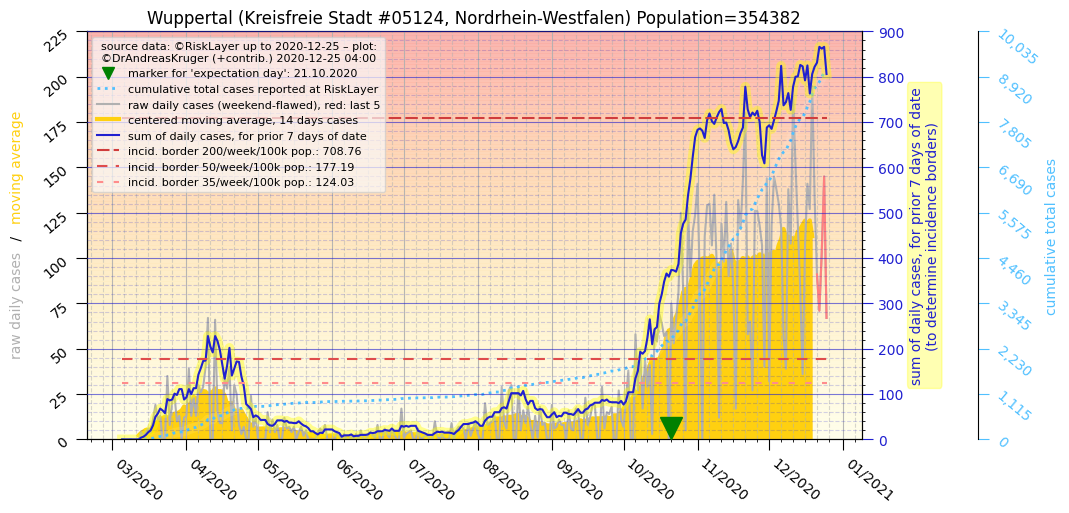 Wuppertal (Kreisfreie Stadt #05124, Nordrhein-Westfalen) Population=354382
source data: ©RiskLayer up to 2020-12-25 – plot:
©DrAndreasKruger (+contrib.) 2020-12-25 04:00
marker for 'expectation day': 21.10.2020
cumulative total cases reported at RiskLayer
raw daily cases (weekend-flawed), red: last 5
centered moving average, 14 days cases
sum of daily cases, for prior 7 days of date
incid. border 200/week/100k pop.: 708.76
incid. border 50/week/100k pop.: 177.19
incid. border 35/week/100k pop.: 124.03
raw daily cases / moving average
225
200
175
150
125
100
75
50
25
0
03/2020
04/2020
05/2020
06/2020
07/2020
08/2020
09/2020
10/2020
11/2020
12/2020
01/2021
900
800
700
600
500
400
300
200
100
0
sum of daily cases, for prior 7 days of date
(to determine incidence borders)
10,035
8,920
7,805
6,690
5,575
4,460
3,345
2,230
1,115
0
cumulative total cases